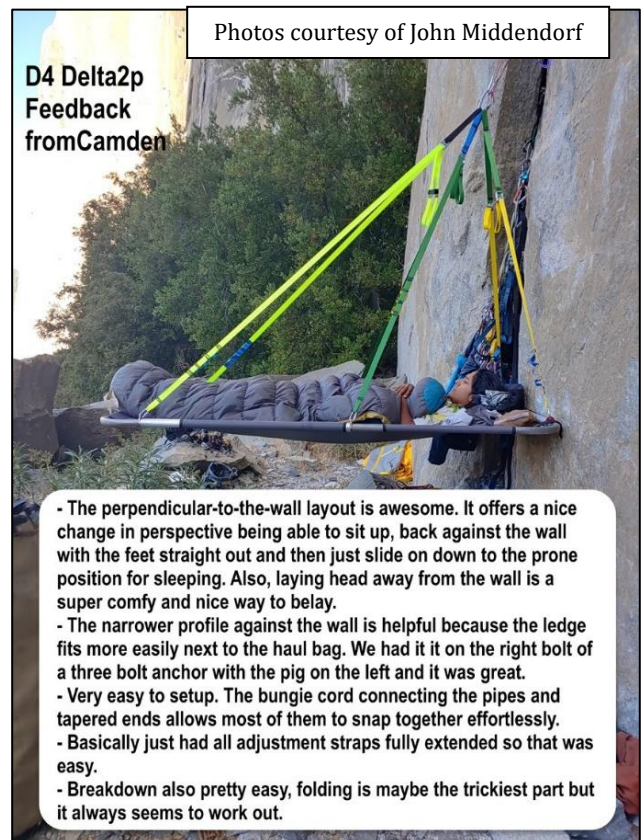 Photos courtesy of John Middendorf
D4 Delta2p
Feedback
fromCamden
- The perpendicular-to-the-wall layout is awesome. It offers a nice
change in perspective being able to sit up, back against the wall
with the feet straight out and then just slide on down to the prone
position for sleeping. Also, laying head away from the wall is a
super comfy and nice way to belay.
- The narrower profile against the wall is helpful because the ledge
fits more easily next to the haul bag. We had it it on the right bolt of
a three bolt anchor with the pig on the left and it was great.
- Very easy to setup. The bungie cord connecting the pipes and
tapered ends allows most of them to snap together effortlessly.
- Basically just had all adjustment straps fully extended so that was
easy.
- Breakdown also pretty easy, folding is maybe the trickiest part but
it always seems to work out.